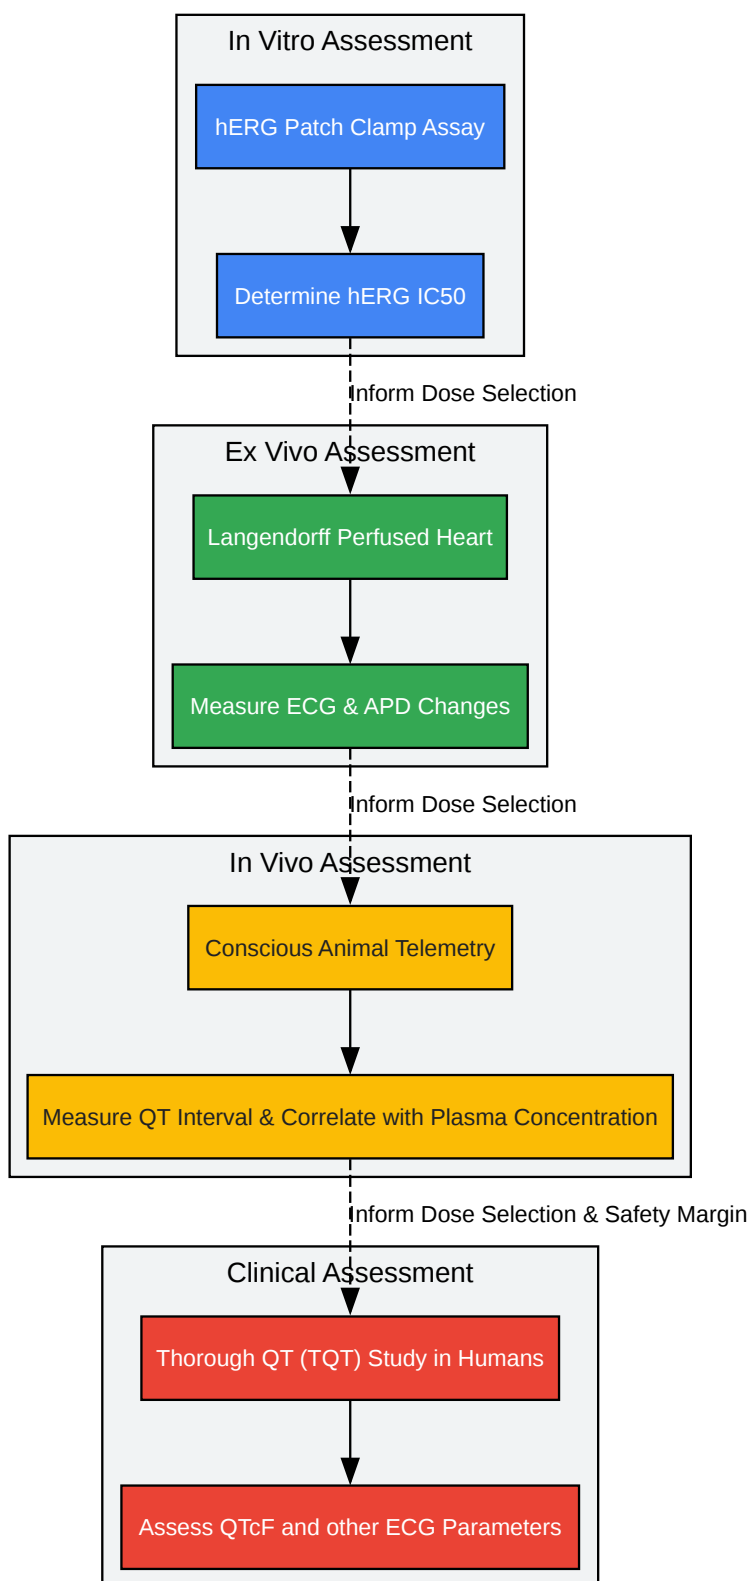 In Vitro Assessment
hERG Patch Clamp Assay
Determine hERG IC50
Inform Dose Selection
Ex Vivo Assessment
Langendorff Perfused Heart
Measure ECG & APD Changes
Inform Dose Selection
In Vivo Assessment
Conscious Animal Telemetry
Measure QT Interval & Correlate with Plasma Concentration
Inform Dose Selection & Safety Margin
Clinical Assessment
Thorough QT (TQT) Study in Humans
Assess QTcF and other ECG Parameters